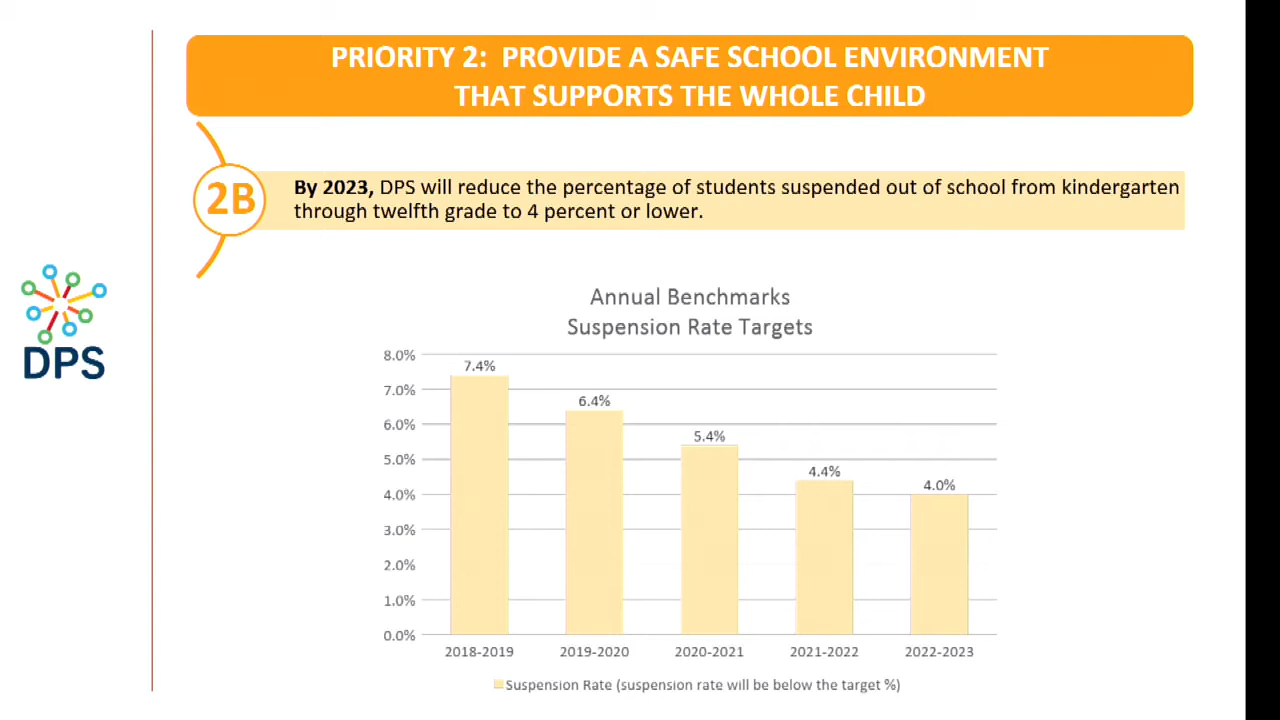 PRIORITY 2: PROVIDE A SAFE SCHOOL ENVIRONMENT
THAT SUPPORTS THE WHOLE CHILD
2B
By 2023, DPS will reduce the percentage of students suspended out of school from kindergarten
through twelfth grade to 4 percent or lower.
DPS
Annual Benchmarks
Suspension Rate Targets
8.0%
7.0%
6.0%
5.0%
4.0%
3.0%
2.0%
1.0%
0.0%
7.4%
6.4%
5.4%
4.4%
4.0%
2018-2019
2019-2020
2020-2021
2021-2022
2022-2023
Suspension Rate (suspension rate will be below the target %)